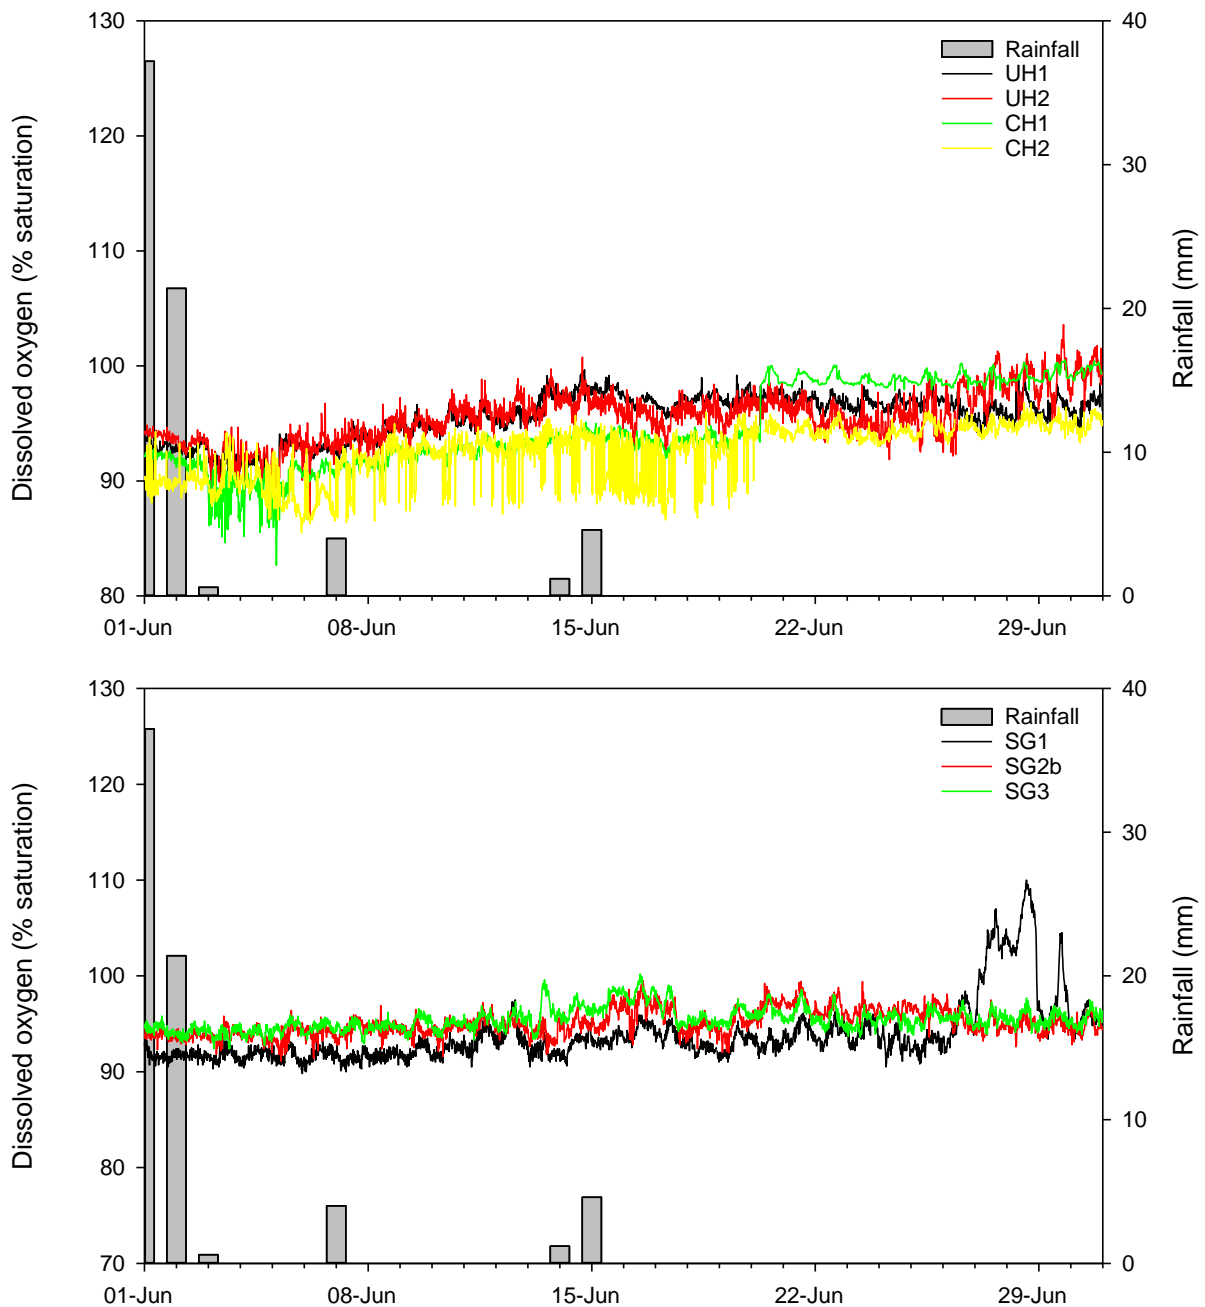 130
40
Rainfall
UH1
UH2
CH1
CH2
120
30
110
20
100
10
90
80
0
01-Jun
08-Jun
15-Jun
22-Jun
29-Jun
Dissolved oxygen (% saturation)
Rainfall (mm)
130
40
Rainfall
SG1
SG2b
SG3
120
30
110
100
20
90
10
80
70
0
01-Jun
08-Jun
15-Jun
22-Jun
29-Jun
Dissolved oxygen (% saturation)
Rainfall (mm)